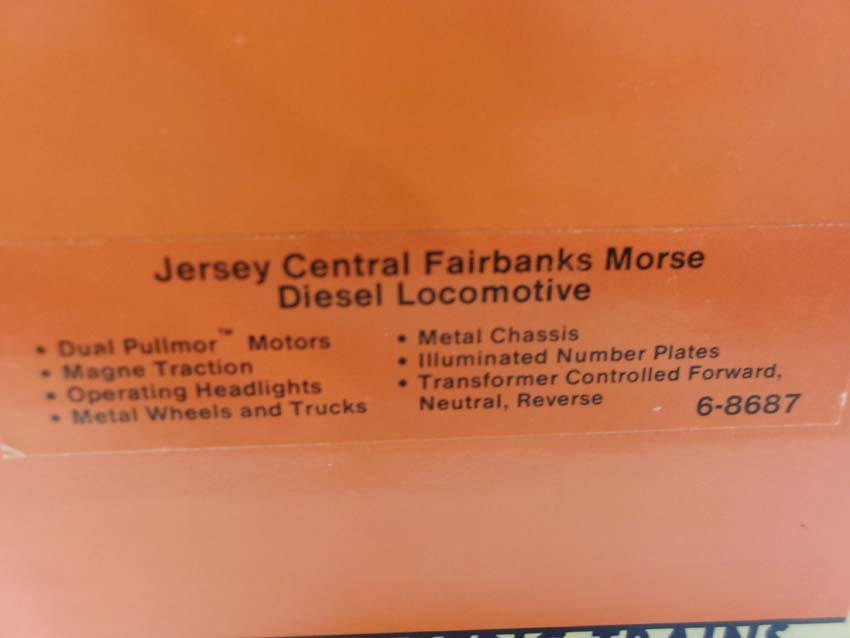 Jersey Central Fairbanks Morse
Diesel Locomotive
• Dual Pullmor™ Motors
• Magne Traction
• Operating Headlights
• Metal Wheels and Trucks
• Metal Chassis
• Illuminated Number Plates
• Transformer Controlled Forward,
Neutral, Reverse
6-8687